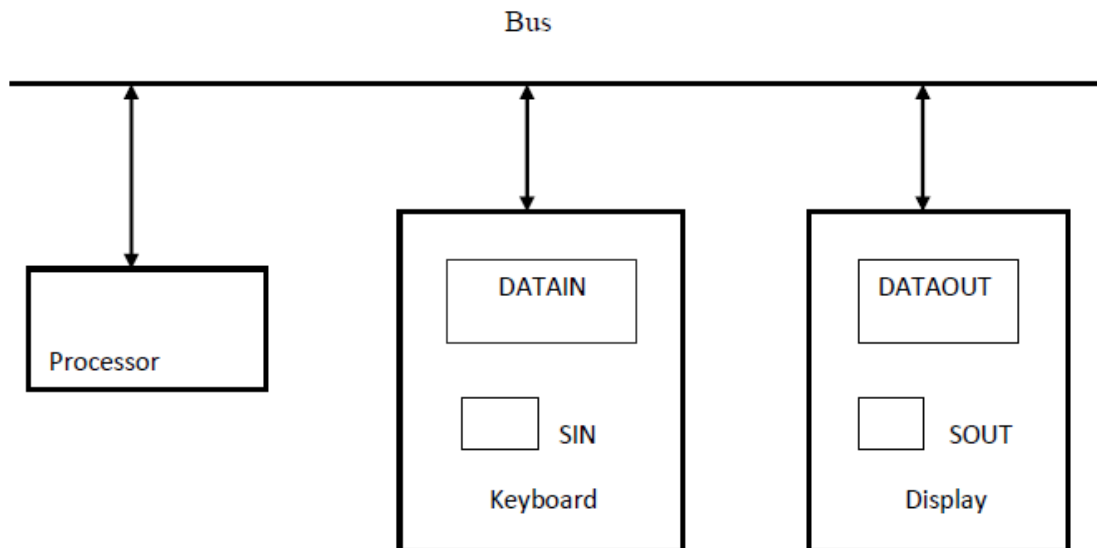 Bus
DATAIN
DATAOUT
Processor
SIN
SOUT
Keyboard
Display